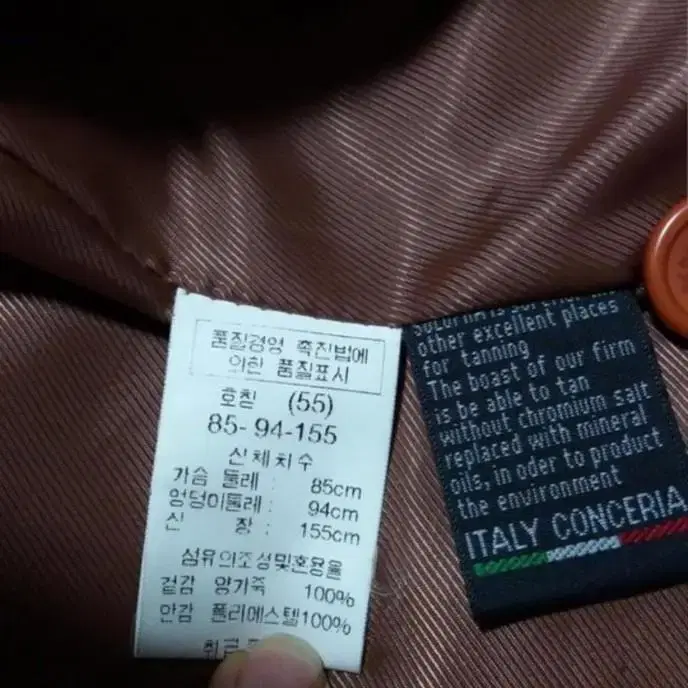 품질경영 촉진법에
의한 품질표시
호칭 (55)
85-94-155
신체치수
가슴 둘레 : 85cm
엉덩이둘레 : 94cm
신 장 : 155cm
섬유의조성및혼용율
겉감 양가죽 100%
안감 폴리에스텔100%
other excellent places
for tanning
The boast of our firm
is be able to tan
without chromium salt
replaced with mineral
oils, in oder to product
the environment
ITALY CONCERIA